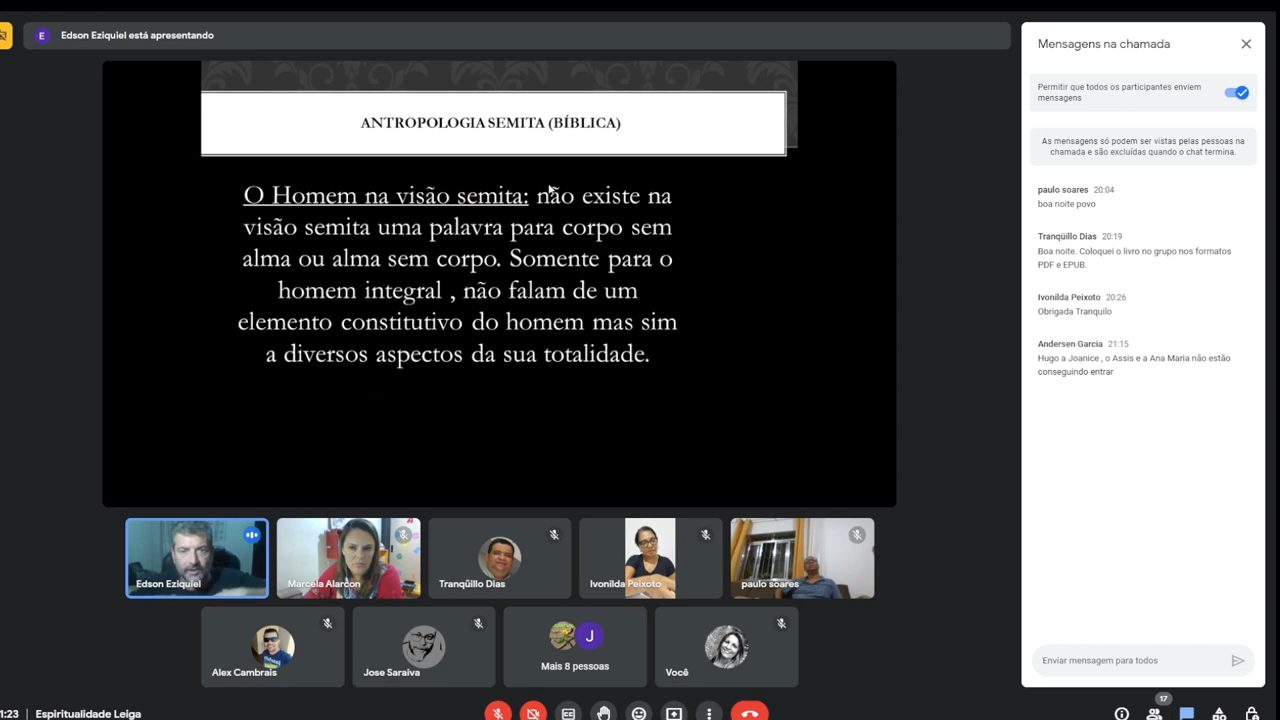 E
Edson Eziquiel está apresentando
ANTROPOLOGIA SEMITA (BÍBLICA)
O Homem na visão semita: não existe na
visão semita uma palavra para corpo sem
alma ou alma sem corpo. Somente para o
homem integral , não falam de um
elemento constitutivo do homem mas sim
a diversos aspectos da sua totalidade.
Edson Eziquiel
Marcela Alarcon
Tranqüillo Dias
Ivonilda Peixoto
paulo soares
Alex Cambrais
Jose Saraiva
J
Mais 8 pessoas
Você
Mensagens na chamada
Permitir que todos os participantes enviem
mensagens
As mensagens só podem ser vistas pelas pessoas na
chamada e são excluídas quando o chat termina.
paulo soares 20:04
boa noite povo
Tranqüillo Dias 20:19
Boa noite. Coloquei o livro no grupo nos formatos
PDF e EPUB.
Ivonilda Peixoto 20:26
Obrigada Tranquilo
Andersen Garcia 21:15
Hugo a Joanice , o Assis e a Ana Maria não estão
conseguindo entrar
Enviar mensagem para todos
17
1:23 | Espiritualidade Leiga